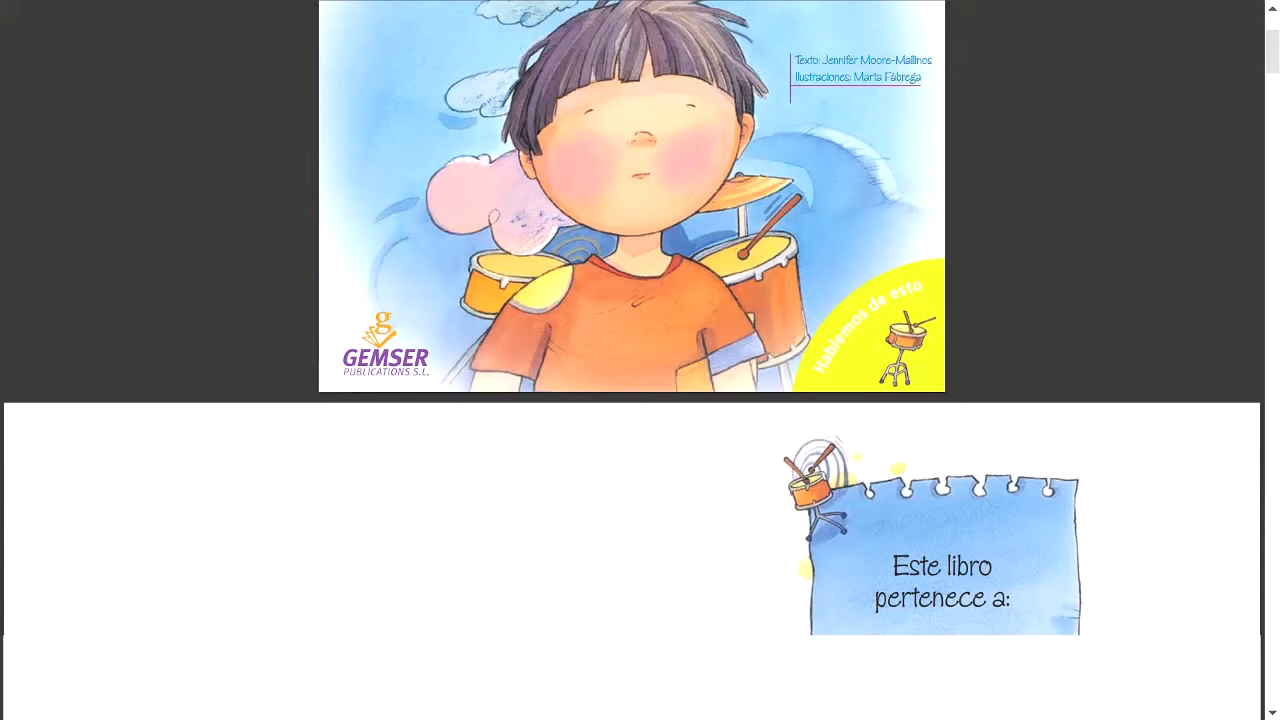 Texto: Jennifer Moore-Mallinos
Ilustraciones: Marta Fàbrega
Hablemos de esto
g
GEMSER
PUBLICATIONS S.L.
Este libro
pertenece a: